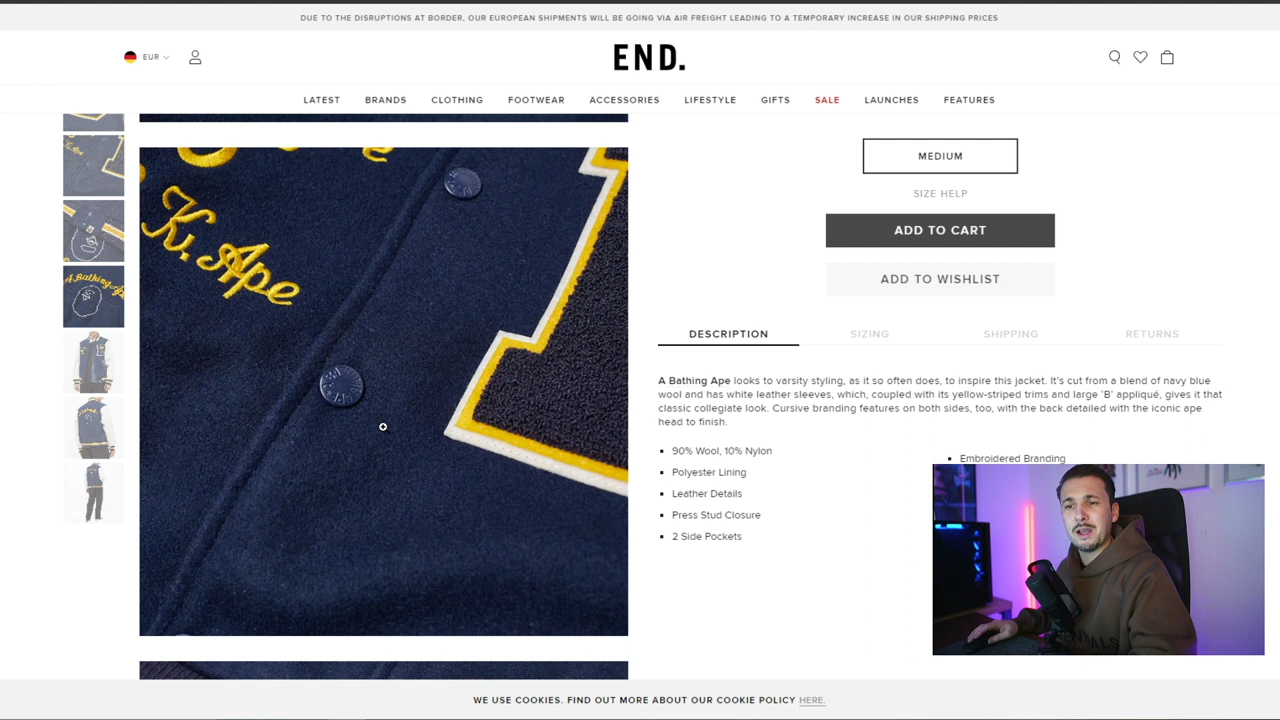 DUE TO THE DISRUPTIONS AT BORDER, OUR EUROPEAN SHIPMENTS WILL BE GOING VIA AIR FREIGHT LEADING TO A TEMPORARY INCREASE IN OUR SHIPPING PRICES
EUR
END.
LATEST BRANDS CLOTHING FOOTWEAR ACCESSORIES LIFESTYLE GIFTS SALE LAUNCHES FEATURES
K. Ape
A Bathing Ape
MEDIUM
SIZE HELP
ADD TO CART
ADD TO WISHLIST
DESCRIPTION SIZING SHIPPING RETURNS
A Bathing Ape looks to varsity styling, as it so often does, to inspire this jacket. It's cut from a blend of navy blue
wool and has white leather sleeves, which, coupled with its yellow-striped trims and large 'B' appliqué, gives it that
classic collegiate look. Cursive branding features on both sides, too, with the back detailed with the iconic ape
head to finish.
90% Wool, 10% Nylon
Polyester Lining
Leather Details
Press Stud Closure
2 Side Pockets
Embroidered Branding
WE USE COOKIES. FIND OUT MORE ABOUT OUR COOKIE POLICY HERE.